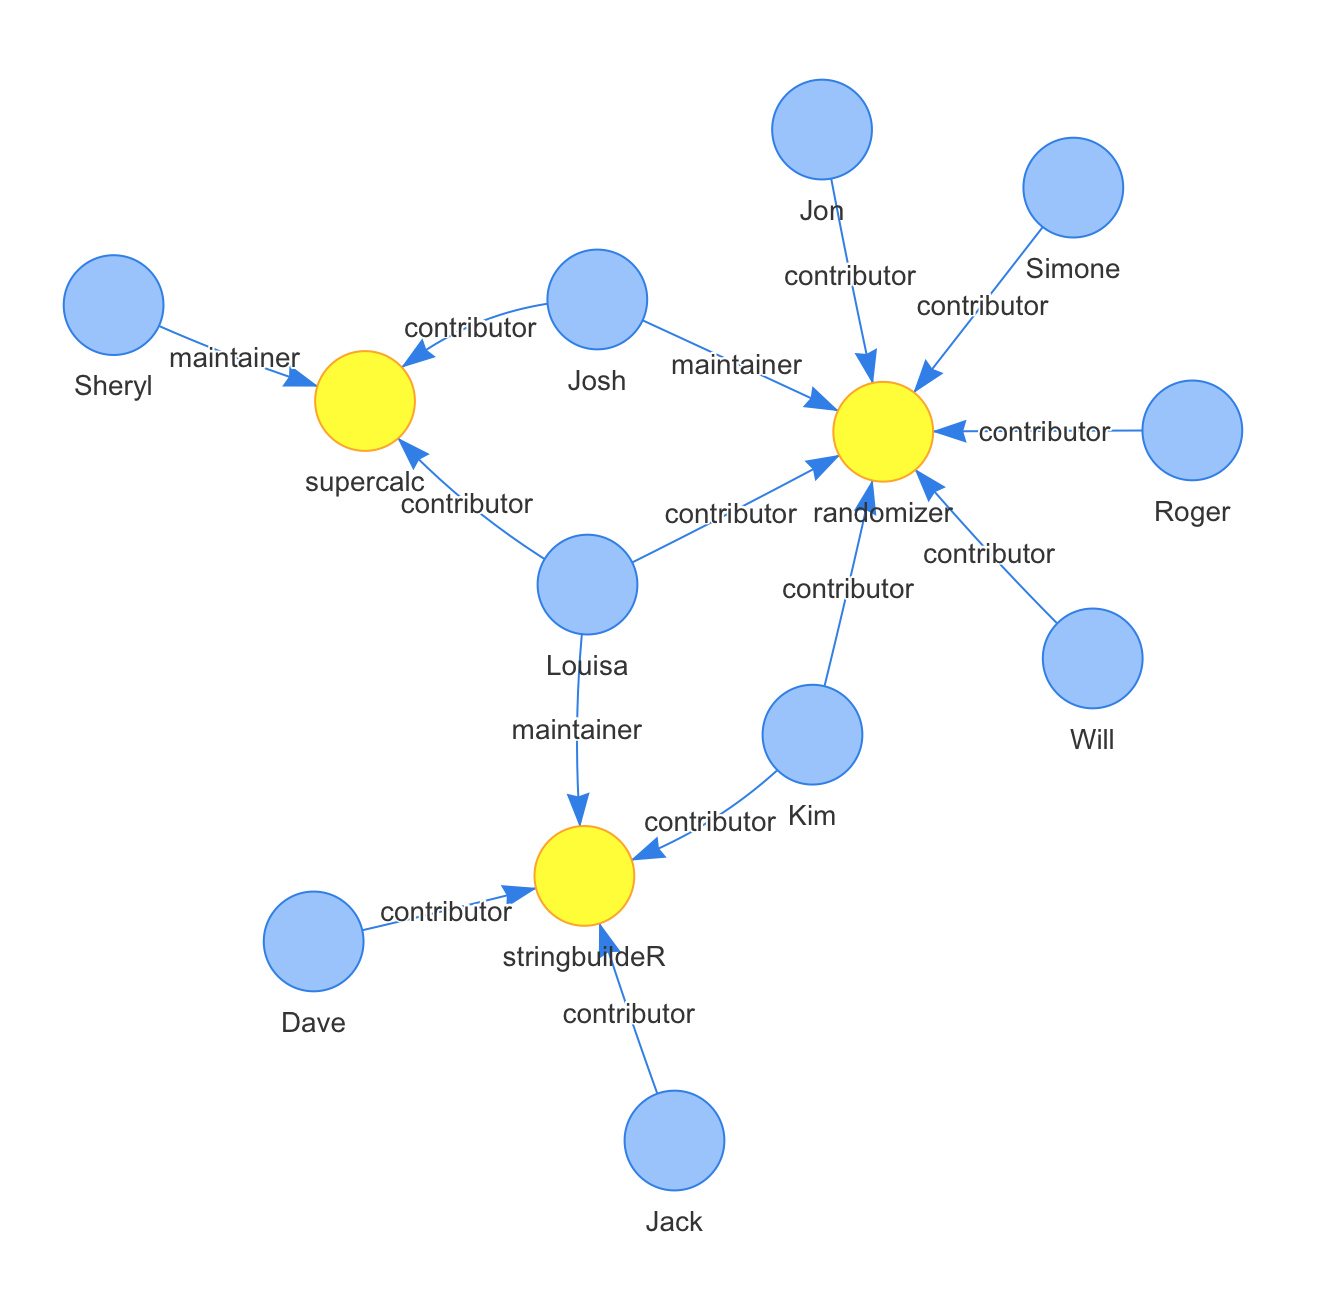 Jon
Simone
contributor
contributor
contributor
Josh
maintainer
maintainer
Sheryl
supercalc
contributor
contributor
randomizer
contributor
Roger
contributor
contributor
Louisa
maintainer
Will
Kim
contributor
contributor
Dave
stringbuildeR
contributor
Jack